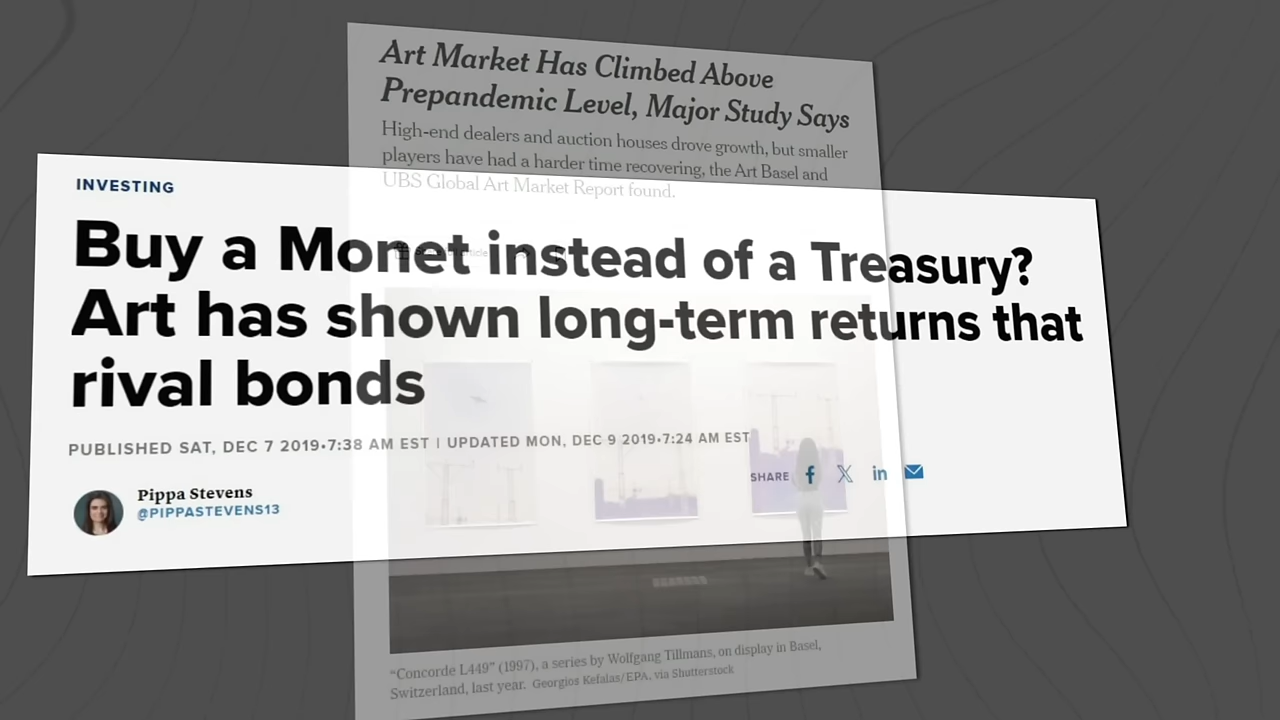 Art Market Has Climbed Above
Prepandemic Level, Major Study Says
High-end dealers and auction houses drove growth, but smaller
players have had a harder time recovering, the Art Basel and
UBS Global Art Market Report found.
INVESTING
Buy a Monet instead of a Treasury?
Art has shown long-term returns that
rival bonds
PUBLISHED SAT, DEC 7 2019•7:38 AM EST | UPDATED MON, DEC 9 2019•7:24 AM EST
SHARE
Pippa Stevens
@PIPPASTEVENS13
“Concorde L449” (1997), a series by Wolfgang Tillmans, on display in Basel,
Switzerland, last year. Georgios Kefalas/EPA, via Shutterstock